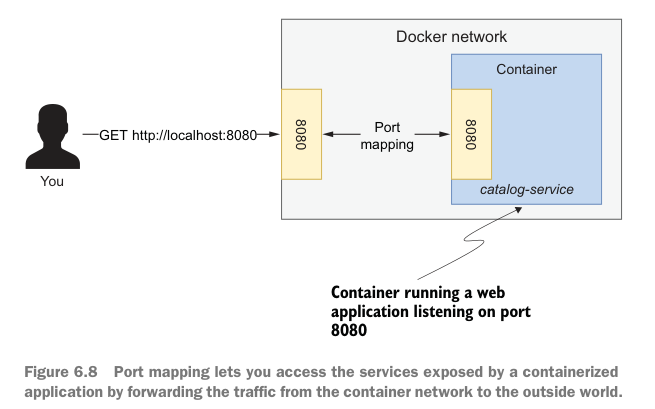 Docker network
Container
8080
8080
GET http://localhost:8080
Port
mapping
You
catalog-service
Container running a web
application listening on port
8080
Figure 6.8 Port mapping lets you access the services exposed by a containerized
application by forwarding the traffic from the container network to the outside world.